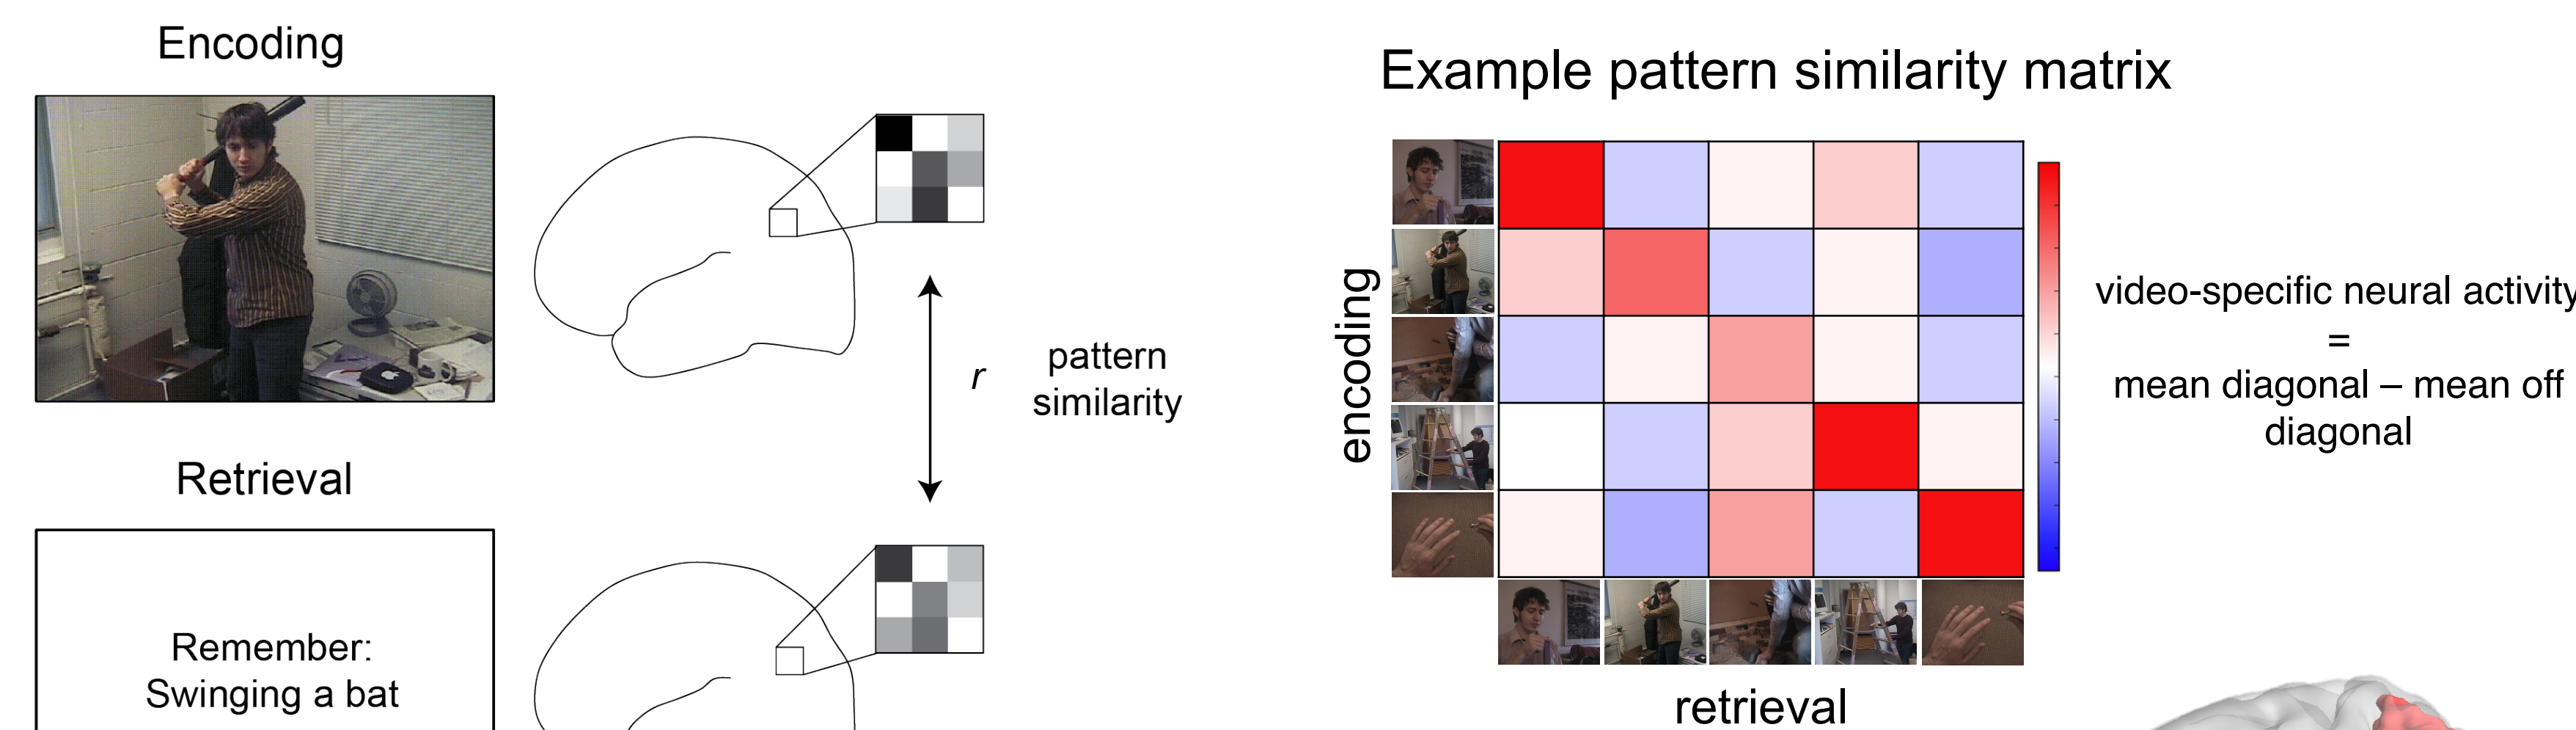 Encoding
Retrieval
Remember:
Swinging a bat
r
pattern
similarity
Example pattern similarity matrix
encoding
retrieval
video-specific neural activity
=
mean diagonal – mean off
diagonal